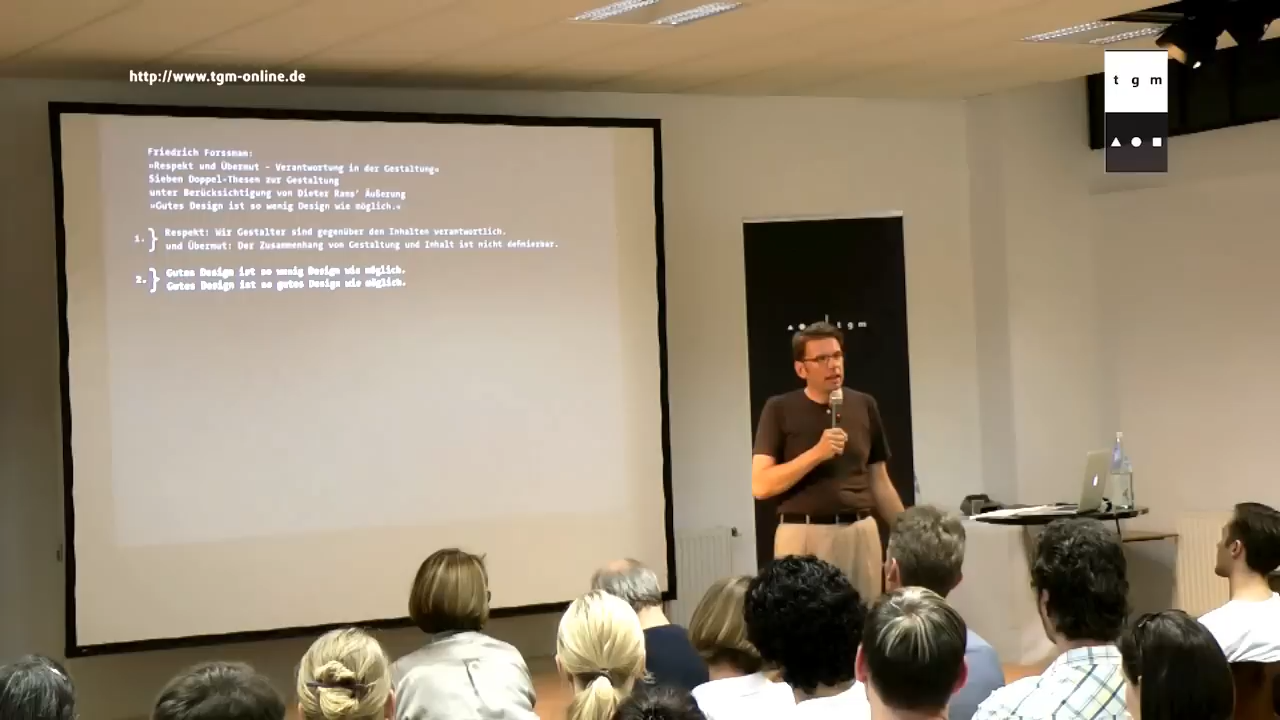 http://www.tgm-online.de
t g m
Friedrich Forssman:
»Respekt und Übermut – Verantwortung in der Gestaltung«
Sieben Doppel-Thesen zur Gestaltung
unter Berücksichtigung von Dieter Rams’ Äußerung
»Gutes Design ist so wenig Design wie möglich.«
1. } Respekt: Wir Gestalter sind gegenüber den Inhalten verantwortlich.
und Übermut: Der Zusammenhang von Gestaltung und Inhalt ist nicht definierbar.
2. } Gutes Design ist so wenig Design wie möglich.
Gutes Design ist so gutes Design wie möglich.
t g m